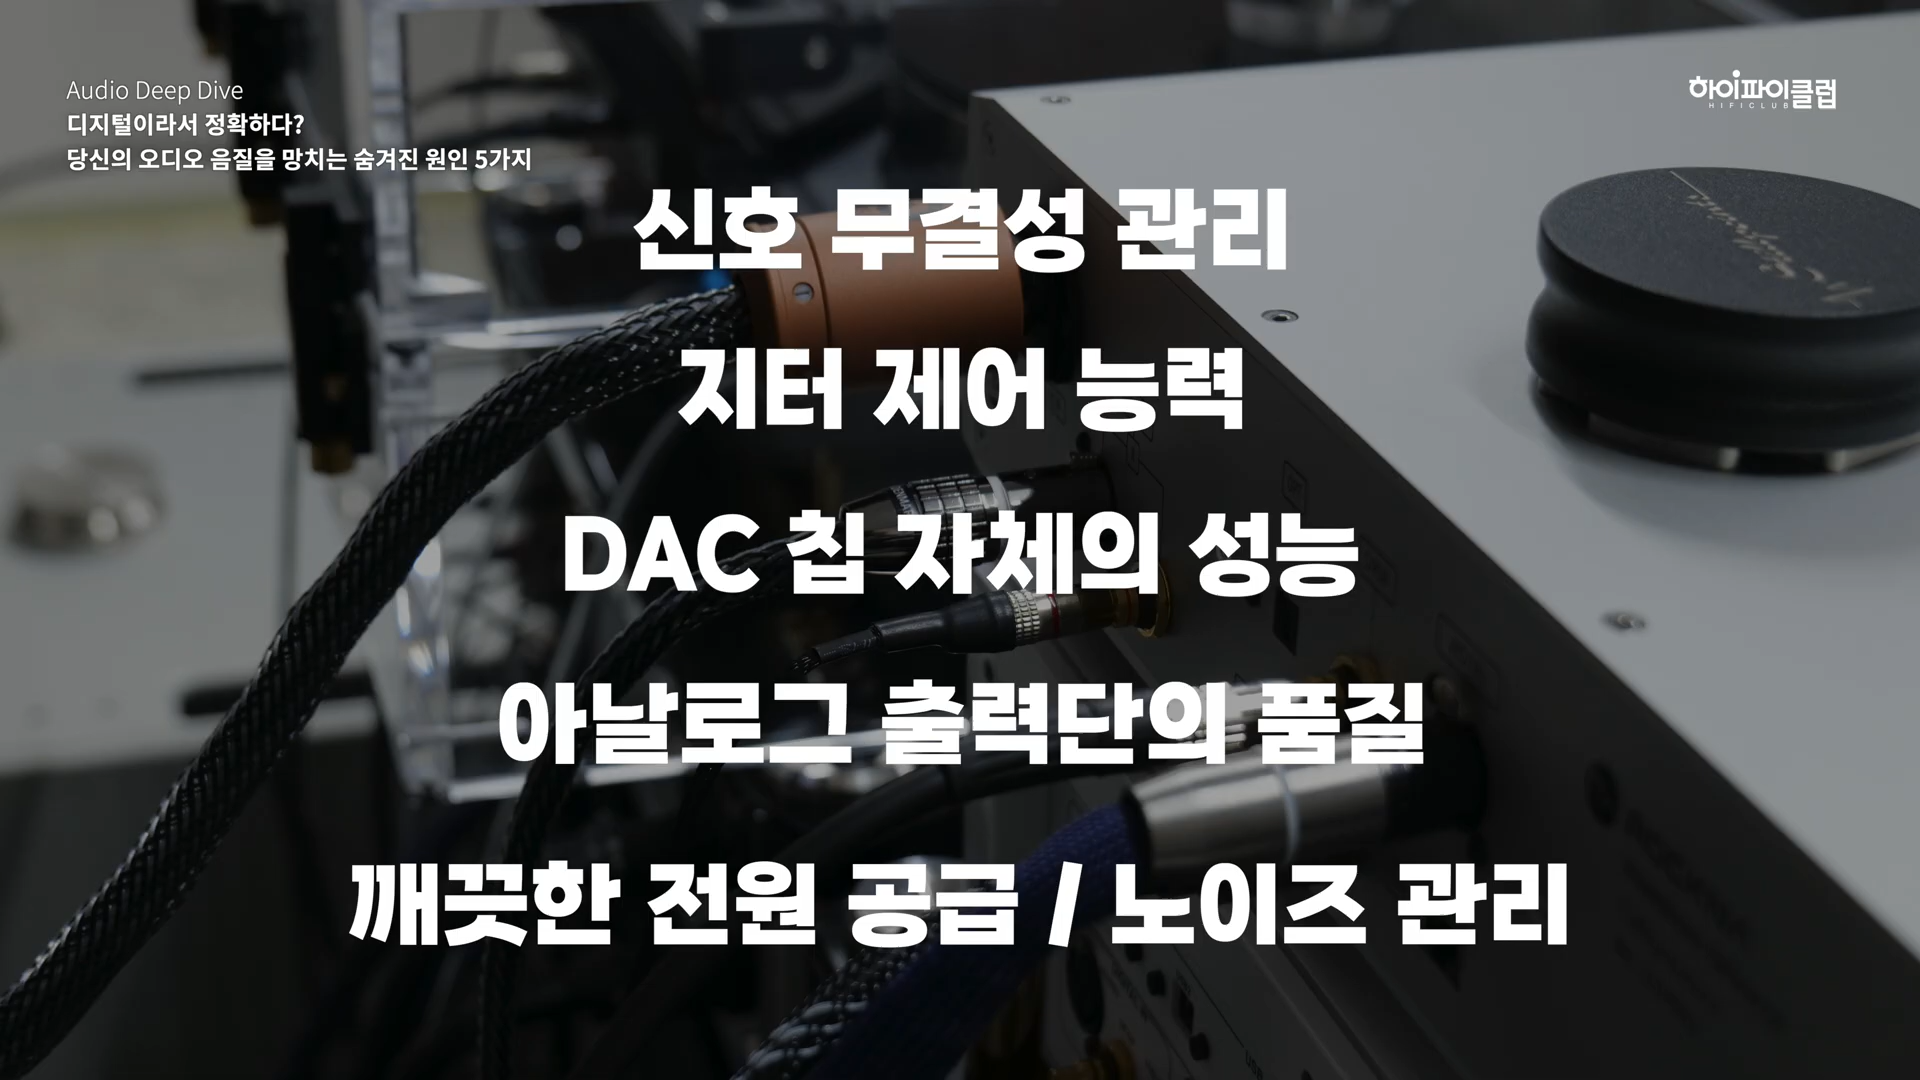 Audio Deep Dive
디지털이라서 정확하다?
당신의 오디오 음질을 망치는 숨겨진 원인 5가지
하이파이클럽
HIFICLUB
신호 무결성 관리
지터 제어 능력
DAC 칩 자체의 성능
아날로그 출력단의 품질
깨끗한 전원 공급 / 노이즈 관리